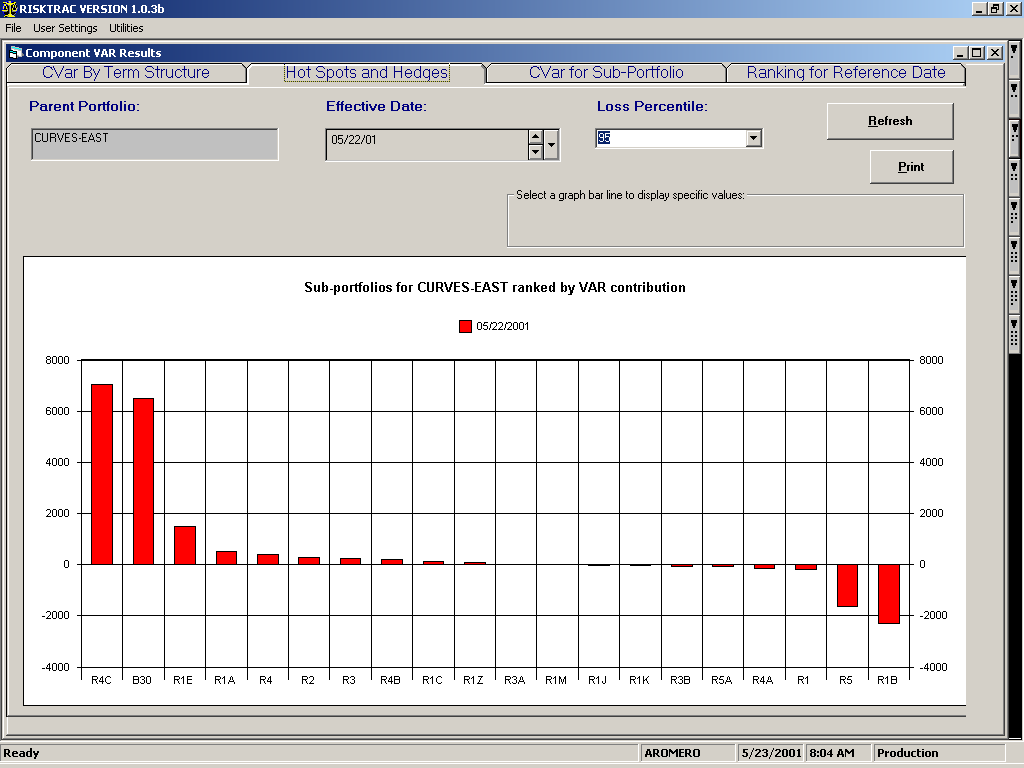 RISKTRAC VERSION 1.0.3b
File User Settings Utilities
Component VAR Results
CVar By Term Structure Hot Spots and Hedges CVar for Sub-Portfolio Ranking for Reference Date
Parent Portfolio: Effective Date: Loss Percentile:
Refresh
CURVES-EAST 05/22/01 95
Print
Select a graph bar line to display specific values:
Sub-portfolios for CURVES-EAST ranked by VAR contribution
05/22/2001
8000 8000
6000 6000
4000 4000
2000 2000
0 0
-2000 -2000
-4000 -4000
R4C B30 R1E R1A R4 R2 R3 R4B R1C R1Z R3A R1M R1J R1K R3B R5A R4A R1 R5 R1B
Ready AROMERO 5/23/2001 8:04 AM Production